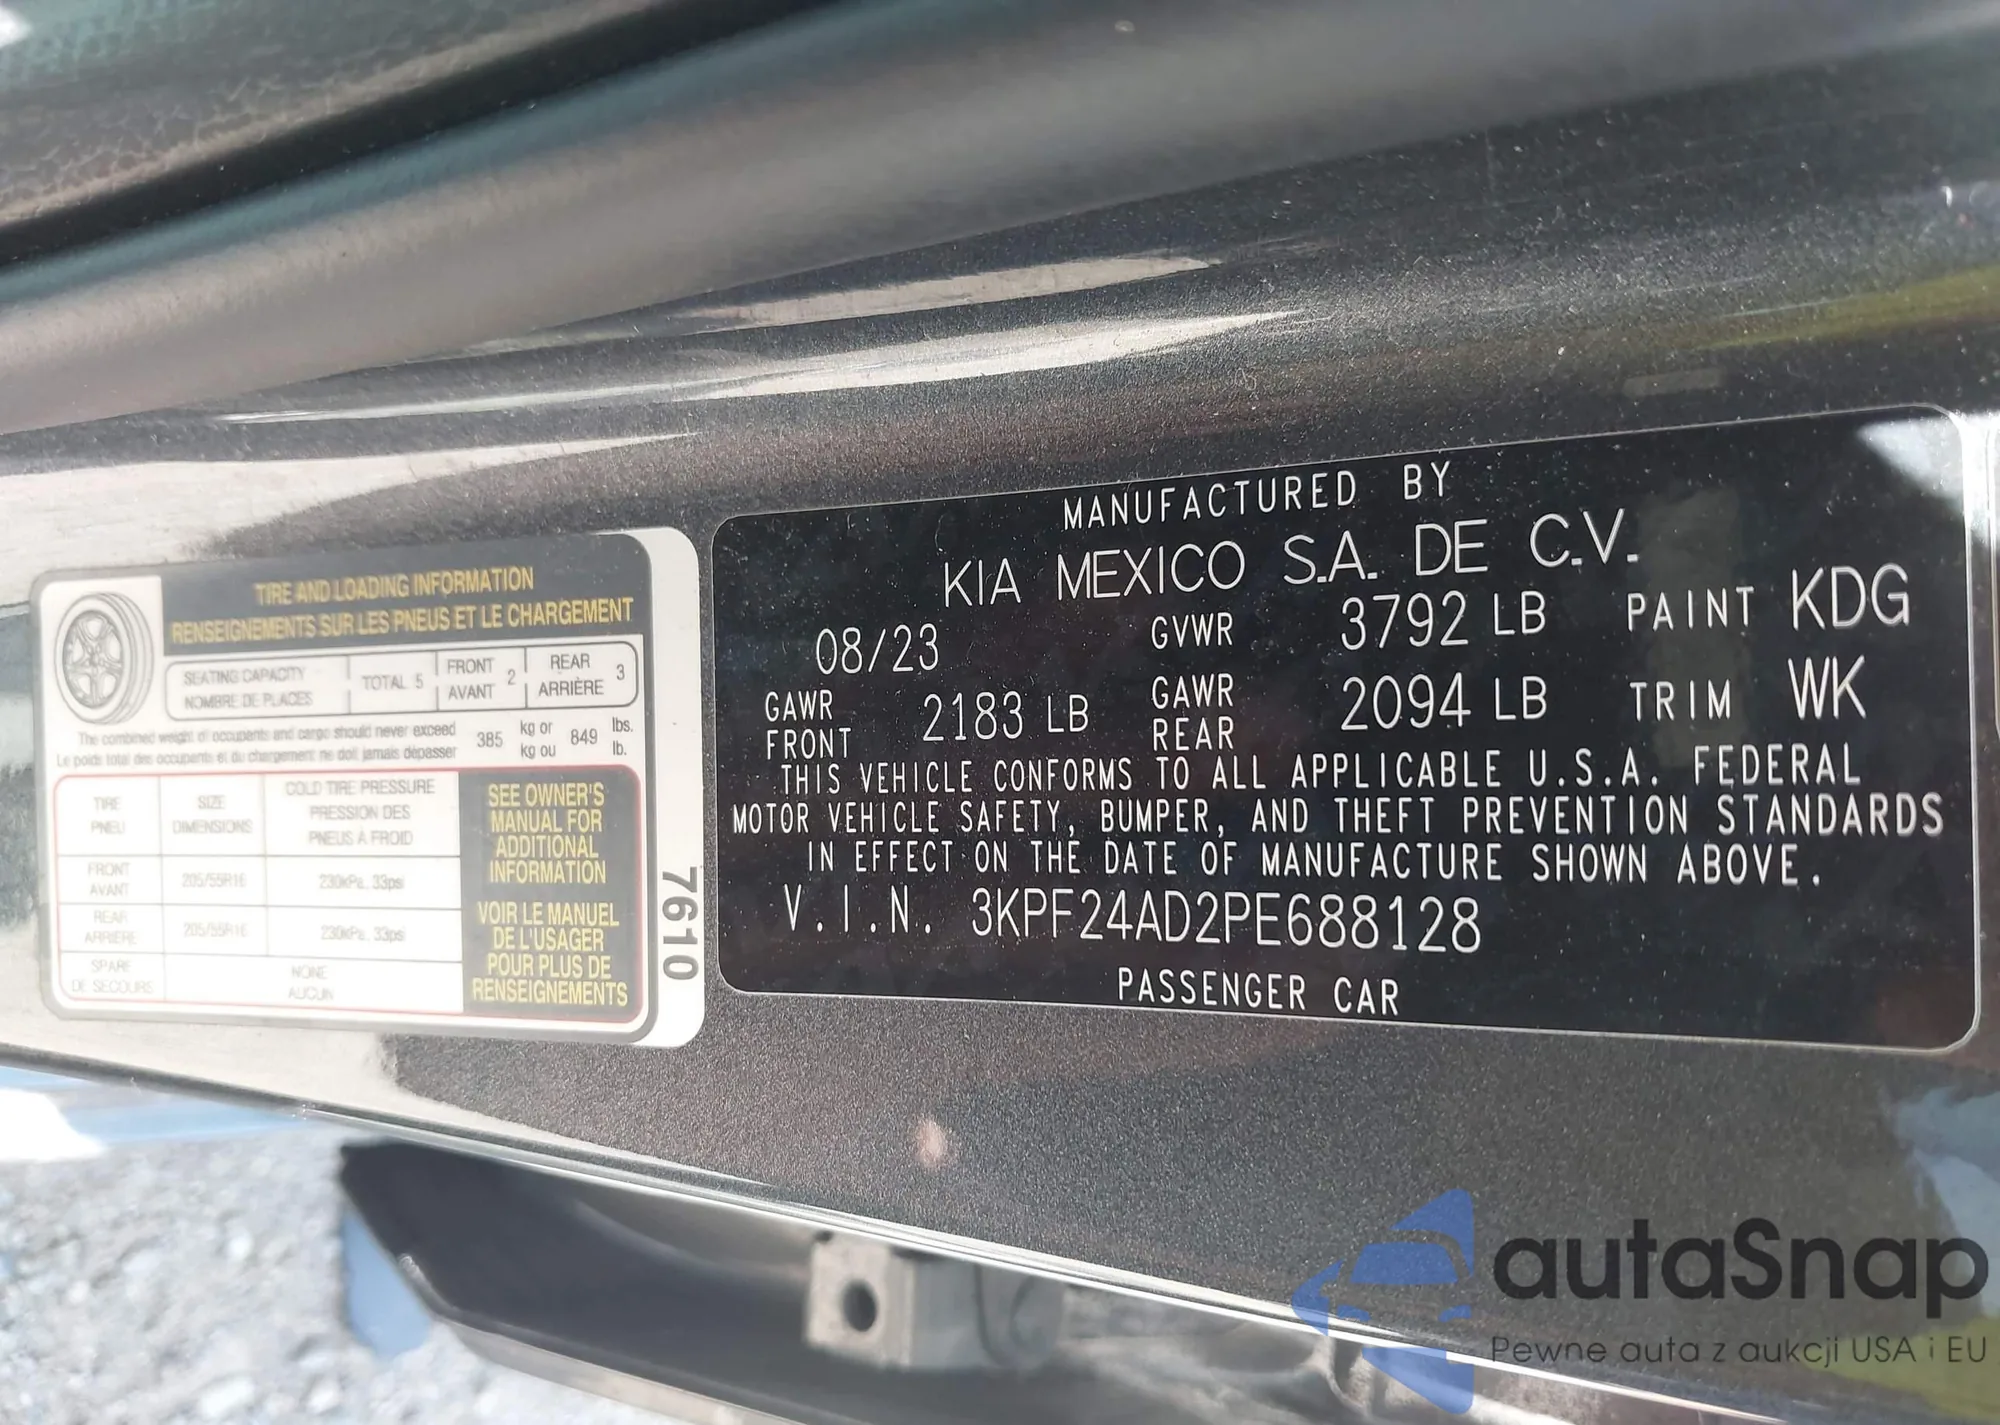 TIRE AND LOADING INFORMATION
RENSEIGNEMENTS SUR LES PNEUS ET LE CHARGEMENT
SEATING CAPACITY
NOMBRE DE PLACES
TOTAL 5
FRONT
AVANT
2
REAR
ARRIÈRE
3
The combined weight of occupants and cargo should never exceed
Le poids total des occupants et du chargement ne doit jamais dépasser
385
kg or
kg ou
849
lbs.
lb.
TIRE
PNEU
SIZE
DIMENSIONS
COLD TIRE PRESSURE
PRESSION DES
PNEUS À FROID
FRONT
AVANT
205/55R16
230kPa, 33psi
REAR
ARRIÈRE
205/55R16
230kPa, 33psi
SPARE
DE SECOURS
NONE
AUCUN
SEE OWNER'S
MANUAL FOR
ADDITIONAL
INFORMATION
VOIR LE MANUEL
DE L'USAGER
POUR PLUS DE
RENSEIGNEMENTS
7610
MANUFACTURED BY
KIA MEXICO S.A. DE C.V.
08/23 GVWR 3792 LB PAINT KDG
GAWR
FRONT
2183 LB
GAWR
REAR
2094 LB TRIM WK
THIS VEHICLE CONFORMS TO ALL APPLICABLE U.S.A. FEDERAL
MOTOR VEHICLE SAFETY, BUMPER, AND THEFT PREVENTION STANDARDS
IN EFFECT ON THE DATE OF MANUFACTURE SHOWN ABOVE.
V.I.N. 3KPF24AD2PE688128
PASSENGER CAR
autaSnap
Pewne auta z aukcji USA i EU